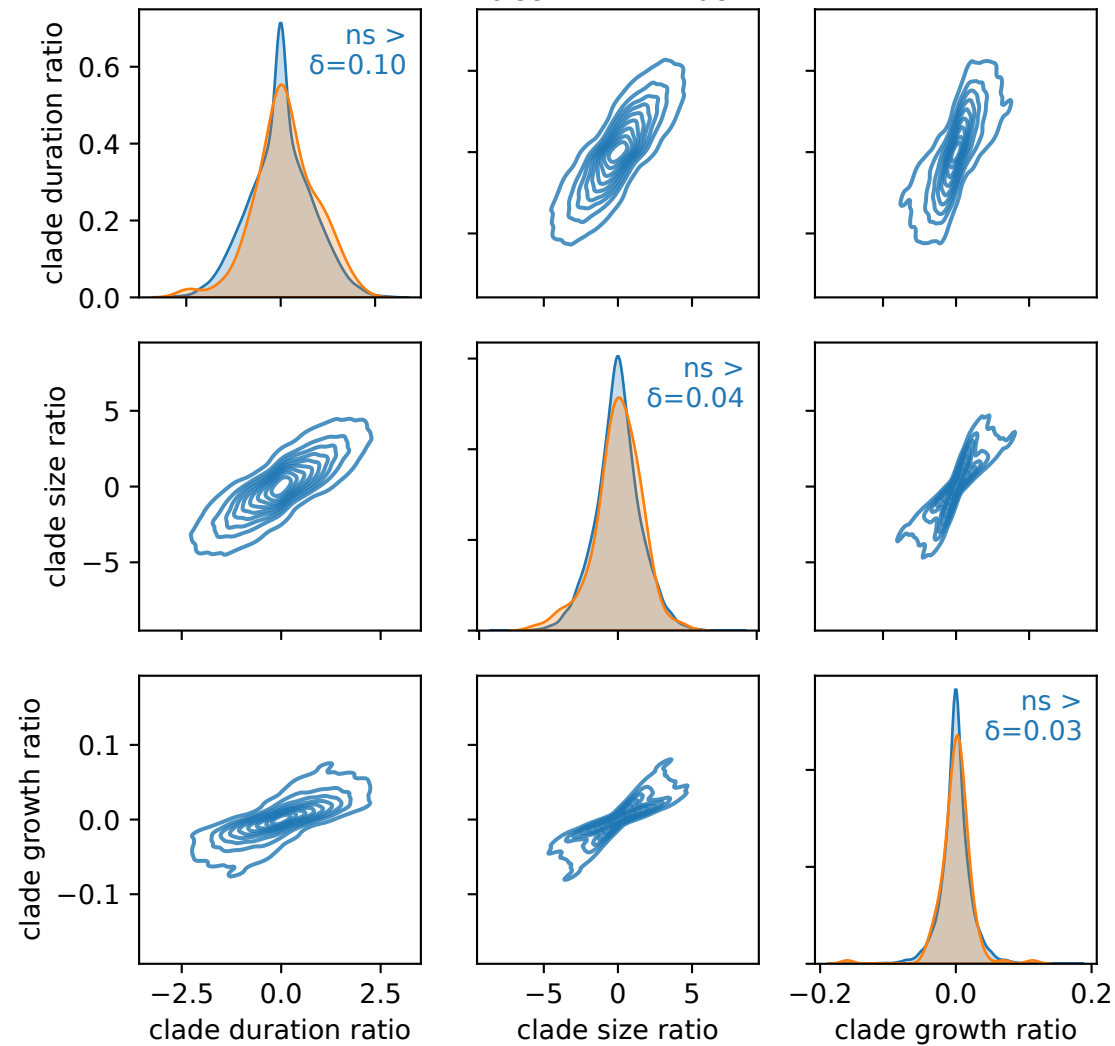 clade duration ratio
0.6
0.4
0.2
0.0
ns >
δ=0.10
clade size ratio
5
0
−5
ns >
δ=0.04
clade growth ratio
0.1
0.0
−0.1
ns >
δ=0.03
−2.5 0.0 2.5
−5 0 5
−0.2 0.0 0.2
clade duration ratio
clade size ratio
clade growth ratio